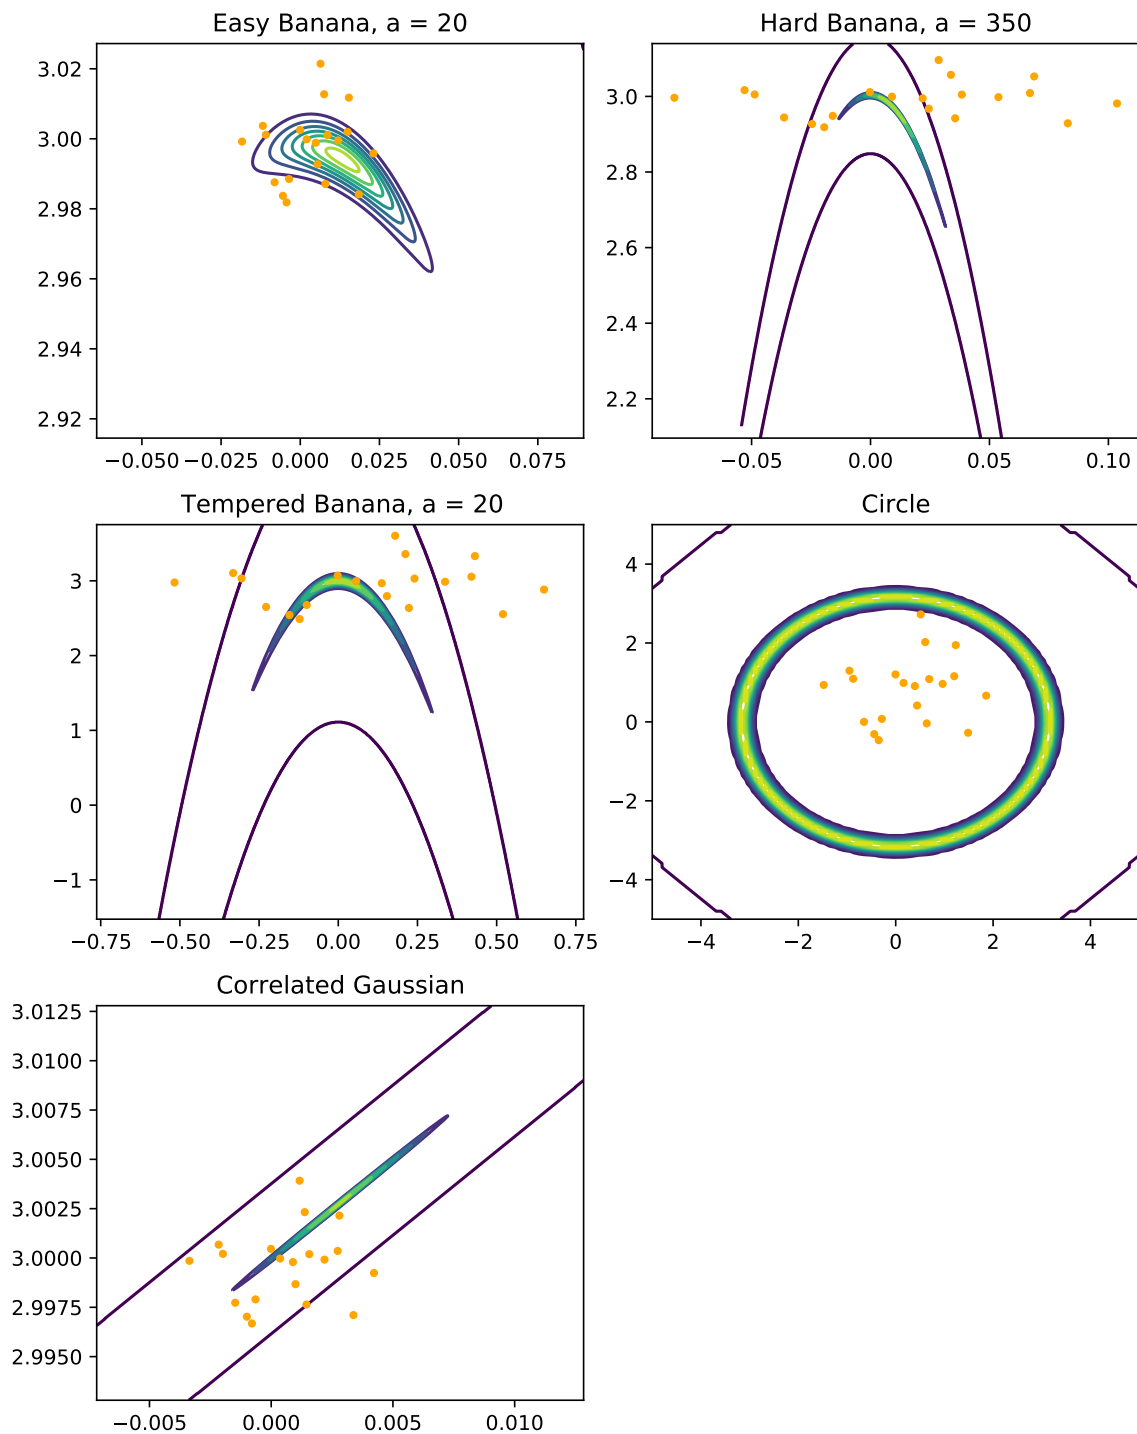 Easy Banana, a = 20
3.02
3.00
2.98
2.96
2.94
2.92
−0.050 −0.025 0.000 0.025 0.050 0.075
Hard Banana, a = 350
3.0
2.8
2.6
2.4
2.2
−0.05 0.00 0.05 0.10
Tempered Banana, a = 20
3
2
1
0
−1
−0.75 −0.50 −0.25 0.00 0.25 0.50 0.75
Circle
4
2
0
−2
−4
−4 −2 0 2 4
Correlated Gaussian
3.0125
3.0100
3.0075
3.0050
3.0025
3.0000
2.9975
2.9950
−0.005 0.000 0.005 0.010